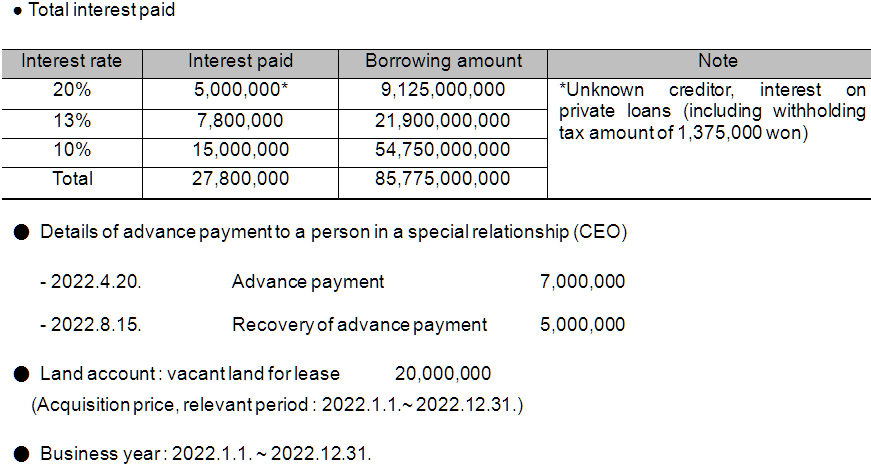 ● Total interest paid
Interest rate Interest paid Borrowing amount Note
20% 5,000,000* 9,125,000,000 *Unknown creditor, interest on
13% 7,800,000 21,900,000,000 private loans (including withholding
tax amount of 1,375,000 won)
10% 15,000,000 54,750,000,000
Total 27,800,000 85,775,000,000
● Details of advance payment to a person in a special relationship (CEO)
- 2022.4.20. Advance payment 7,000,000
- 2022.8.15. Recovery of advance payment 5,000,000
● Land account : vacant land for lease 20,000,000
(Acquisition price, relevant period : 2022.1.1.~ 2022.12.31.)
● Business year : 2022.1.1. ~ 2022.12.31.